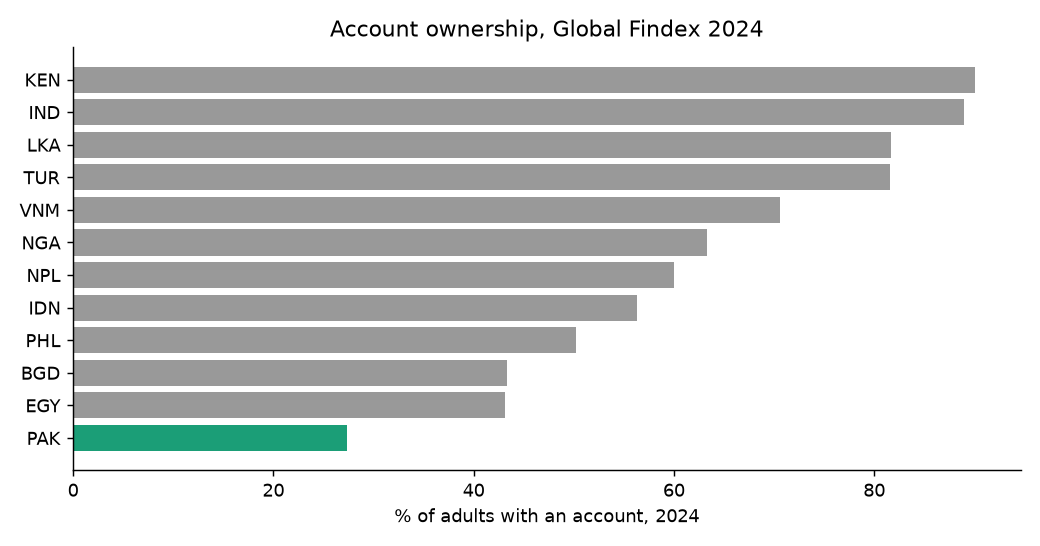 Account ownership, Global Findex 2024
KEN
IND
LKA
TUR
VNM
NGA
NPL
IDN
PHL
BGD
EGY
PAK
0 20 40 60 80
% of adults with an account, 2024